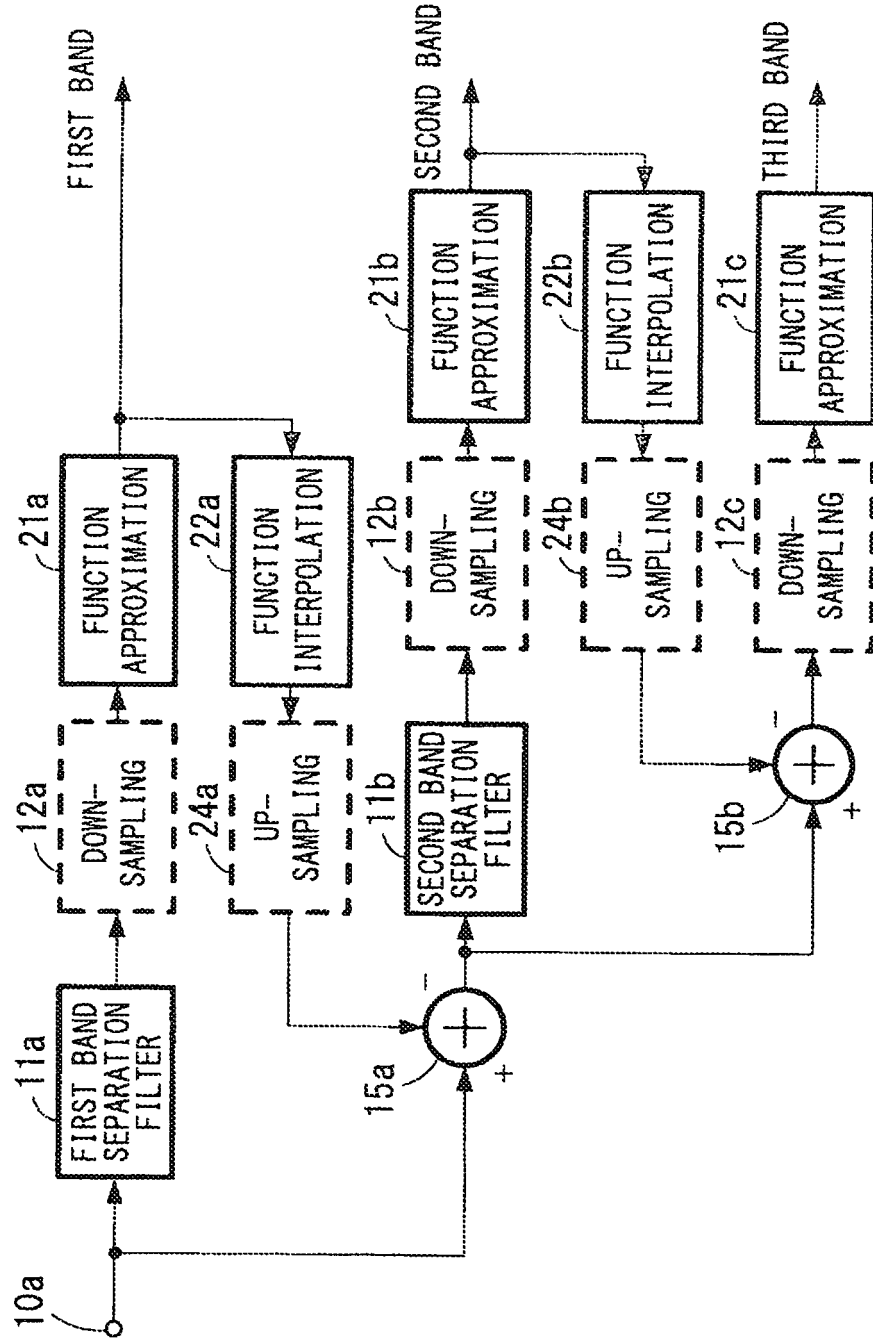 10a
11a
FIRST BAND
SEPARATION
FILTER
12a
DOWN-
SAMPLING
21a
FUNCTION
APPROXIMATION
FIRST BAND
24a
UP-
SAMPLING
22a
FUNCTION
INTERPOLATION
15a
+
-
+
11b
SECOND BAND
SEPARATION
FILTER
12b
DOWN-
SAMPLING
21b
FUNCTION
APPROXIMATION
SECOND BAND
24b
UP-
SAMPLING
22b
FUNCTION
INTERPOLATION
15b
+
-
+
12c
DOWN-
SAMPLING
21c
FUNCTION
APPROXIMATION
THIRD BAND